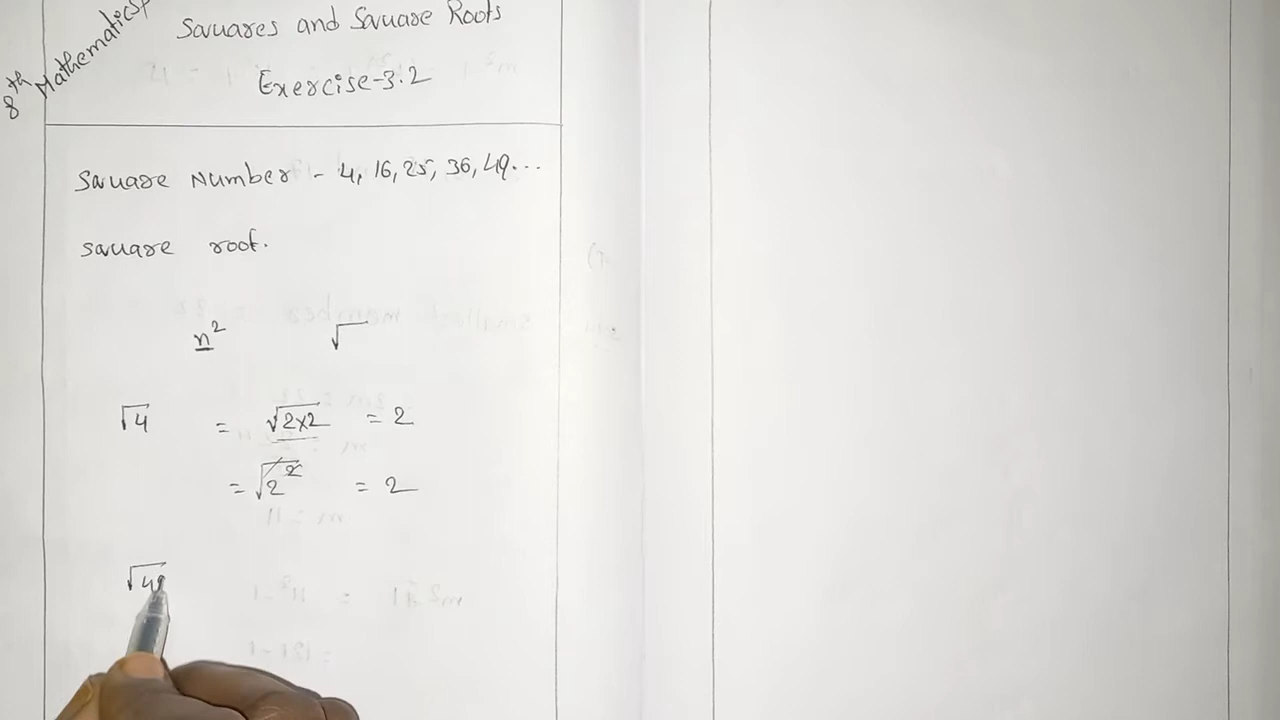 8th Mathematics
Squares and Square Roots
Exercise-3.2
Square Number - 4, 16, 25, 36, 49...
Square root.
n² √
√4 = √2×2 = 2
= √2² = 2
√49